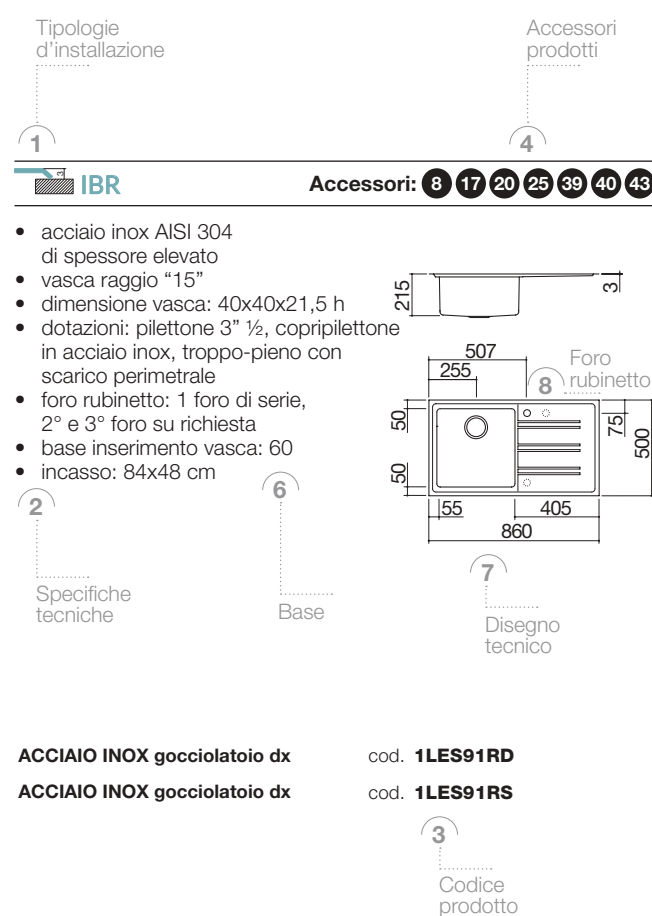 Tipologie
d'installazione
Accessori
prodotti
1
4
3
IBR
Accessori: 8 17 20 25 39 40 43
• acciaio inox AISI 304
di spessore elevato
• vasca raggio “15”
• dimensione vasca: 40x40x21,5 h
• dotazioni: pilettone 3” ½, copripilettone
in acciaio inox, troppo-pieno con
scarico perimetrale
• foro rubinetto: 1 foro di serie,
2° e 3° foro su richiesta
• base inserimento vasca: 60
• incasso: 84x48 cm
215
3
507
255
8
Foro
rubinetto
50
75
500
50
55
405
860
2
6
7
Specifiche
tecniche
Base
Disegno
tecnico
ACCIAIO INOX gocciolatoio dx cod. 1LES91RD
ACCIAIO INOX gocciolatoio dx cod. 1LES91RS
3
Codice
prodotto